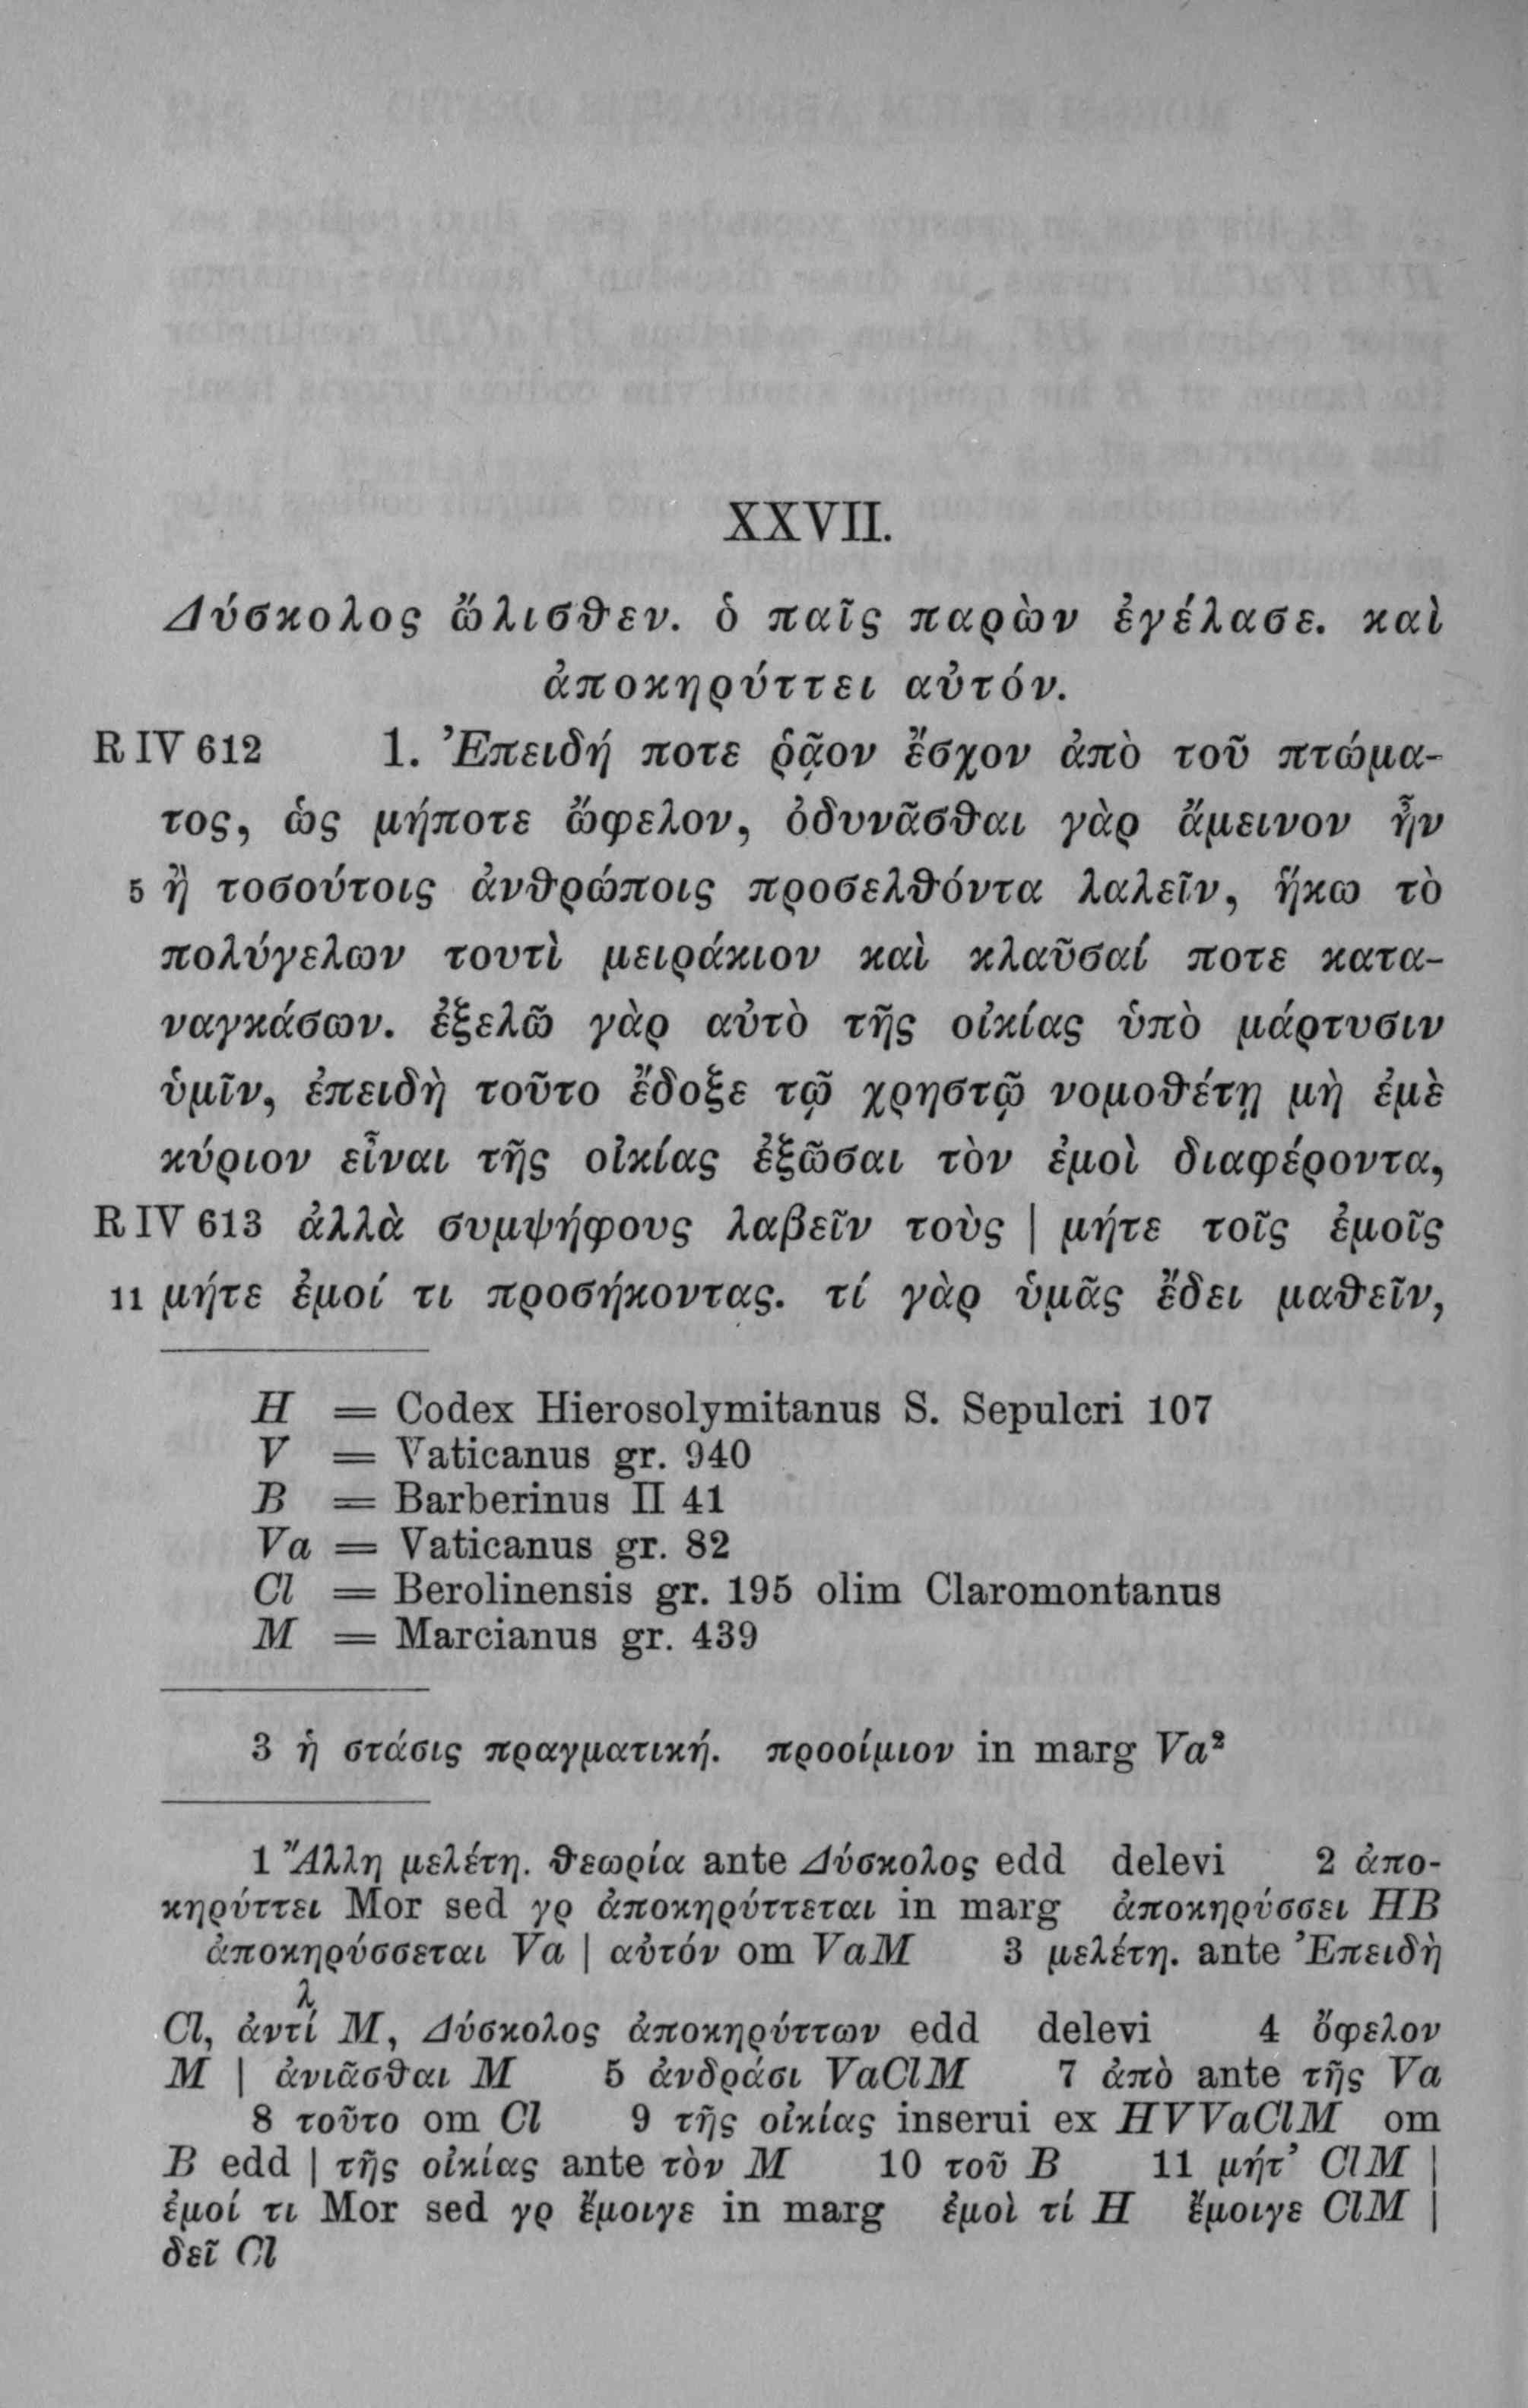 XXVII.
Δύσκολος ὤλισθεν. ὁ παῖς παρὼν ἐγέλασε. καὶ
ἀποκηρύττει αὐτόν.
R IV 612 1. Ἐπειδή ποτε ῥᾷον ἔσχον ἀπὸ τοῦ πτώμα-
τος, ὡς μήποτε ὤφελον, ὀδυνᾶσθαι γὰρ ἄμεινον ἦν
5 ἢ τοσούτοις ἀνθρώποις προσελθόντα λαλεῖν, ἥκω τὸ
πολύγελων τουτὶ μειράκιον καὶ κλαῦσαί ποτε κατα-
ναγκάσων. ἐξελῶ γὰρ αὐτὸ τῆς οἰκίας ὑπὸ μάρτυσιν
ὑμῖν, ἐπειδὴ τοῦτο ἔδοξε τῷ χρηστῷ νομοθέτῃ μὴ ἐμὲ
κύριον εἶναι τῆς οἰκίας ἐξῶσαι τὸν ἐμοὶ διαφέροντα,
R IV 613 ἀλλὰ συμψήφους λαβεῖν τοὺς | μήτε τοῖς ἐμοῖς
11 μήτε ἐμοί τι προσήκοντας. τί γὰρ ὑμᾶς ἔδει μαθεῖν,
H = Codex Hierosolymitanus S. Sepulcri 107
V = Vaticanus gr. 940
B = Barberinus II 41
Va = Vaticanus gr. 82
Cl = Berolinensis gr. 195 olim Claromontanus
M = Marcianus gr. 439
3 ἡ στάσις πραγματική. προοίμιον in marg Va²
1 Ἄλλη μελέτη. θεωρία ante Δύσκολος edd delevi 2 ἀπο-
κηρύττει Mor sed γρ ἀποκηρύττεται in marg ἀποκηρύσσει HB
ἀποκηρύσσεται Va | αὐτόν om VaM 3 μελέτη. ante Ἐπειδὴ
λ
Cl, ἀντί M, Δύσκολος ἀποκηρύττων edd delevi 4 ὄφελον
M | ἀνιᾶσθαι M 5 ἀνδράσι VaClM 7 ἀπὸ ante τῆς Va
8 τοῦτο om Cl 9 τῆς οἰκίας inserui ex HVVaClM om
B edd | τῆς οἰκίας ante τὸν M 10 τοῦ B 11 μήτ’ ClM |
ἐμοί τι Mor sed γρ ἔμοιγε in marg ἐμοὶ τί H ἔμοιγε ClM |
δεῖ Cl